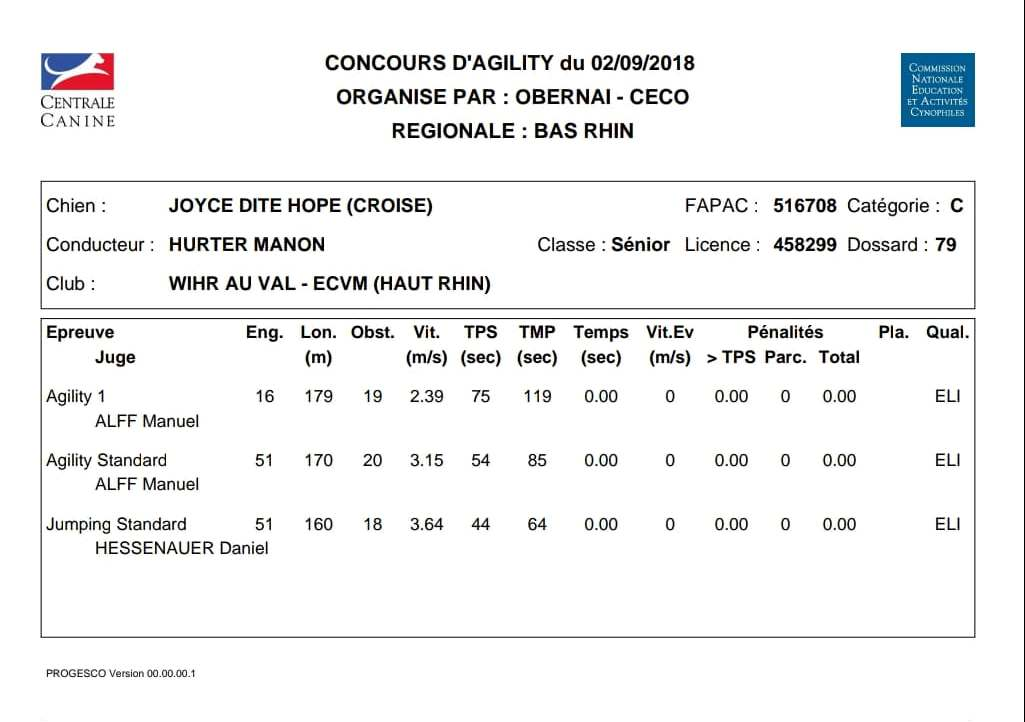 CENTRALE
CANINE
CONCOURS D'AGILITY du 02/09/2018
ORGANISE PAR : OBERNAI - CECO
REGIONALE : BAS RHIN
COMMISSION
NATIONALE
EDUCATION
ET ACTIVITÉS
CYNOPHILES
Chien : JOYCE DITE HOPE (CROISE) FAPAC : 516708 Catégorie : C
Conducteur : HURTER MANON Classe : Sénior Licence : 458299 Dossard : 79
Club : WIHR AU VAL - ECVM (HAUT RHIN)
Epreuve Eng. Lon. Obst. Vit. TPS TMP Temps Vit.Ev Pénalités Pla. Qual.
Juge (m) (m/s) (sec) (sec) (sec) (m/s) > TPS Parc. Total
Agility 1 16 179 19 2.39 75 119 0.00 0 0.00 0 0.00 ELI
ALFF Manuel
Agility Standard 51 170 20 3.15 54 85 0.00 0 0.00 0 0.00 ELI
ALFF Manuel
Jumping Standard 51 160 18 3.64 44 64 0.00 0 0.00 0 0.00 ELI
HESSENAUER Daniel
PROGESCO Version 00.00.00.1